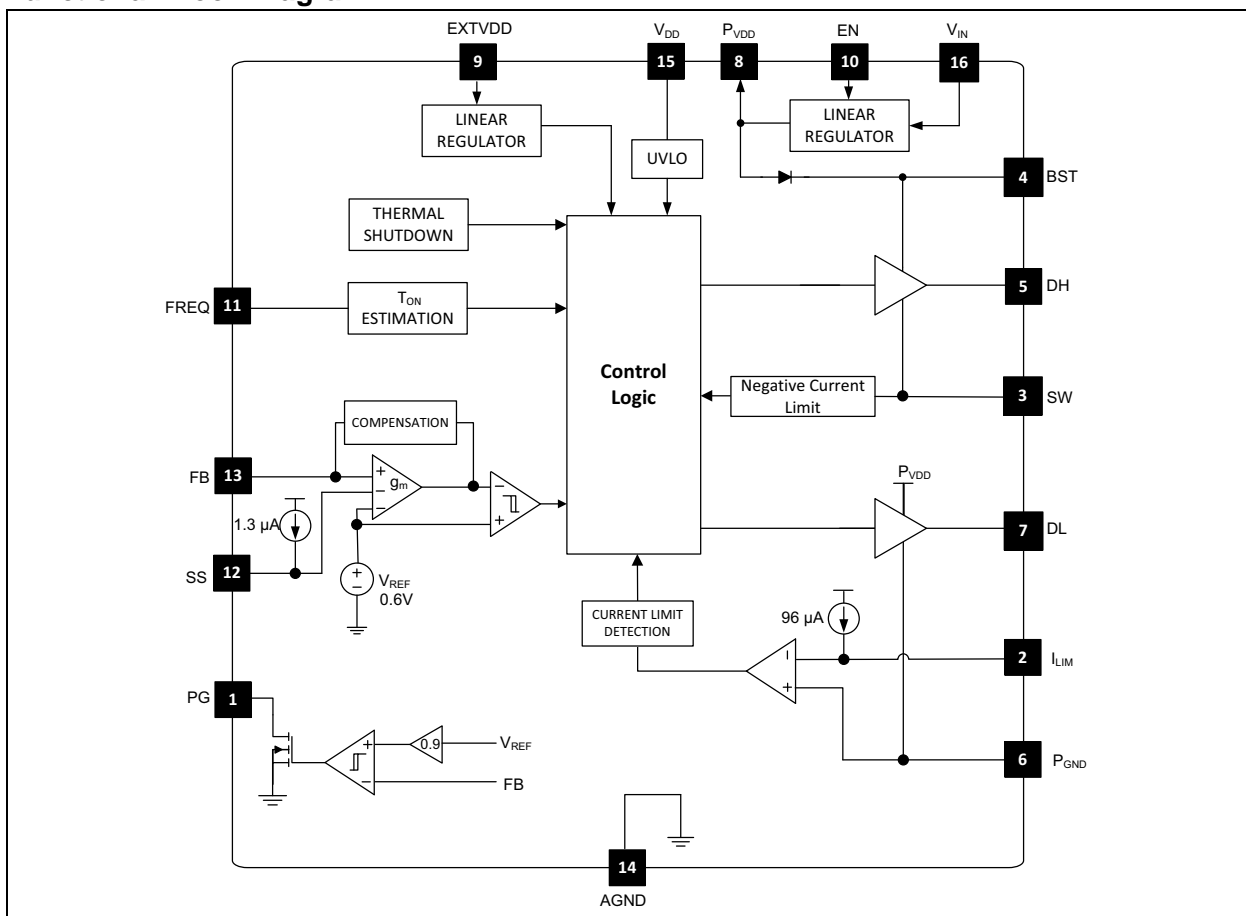 EXTVDD
VDD
PVDD
EN
VIN
9
15
8
10
16
LINEAR
REGULATOR
LINEAR
REGULATOR
UVLO
4
BST
THERMAL
SHUTDOWN
5
DH
FREQ
11
TON
ESTIMATION
Control
Logic
Negative Current
Limit
3
SW
COMPENSATION
FB
13
+
−
−
gm
−
+
PVDD
7
DL
1.3 µA
SS
12
+
−
VREF
0.6V
CURRENT LIMIT
DETECTION
96 µA
−
+
2
ILIM
PG
1
+
−
0.9
VREF
FB
6
PGND
14
AGND